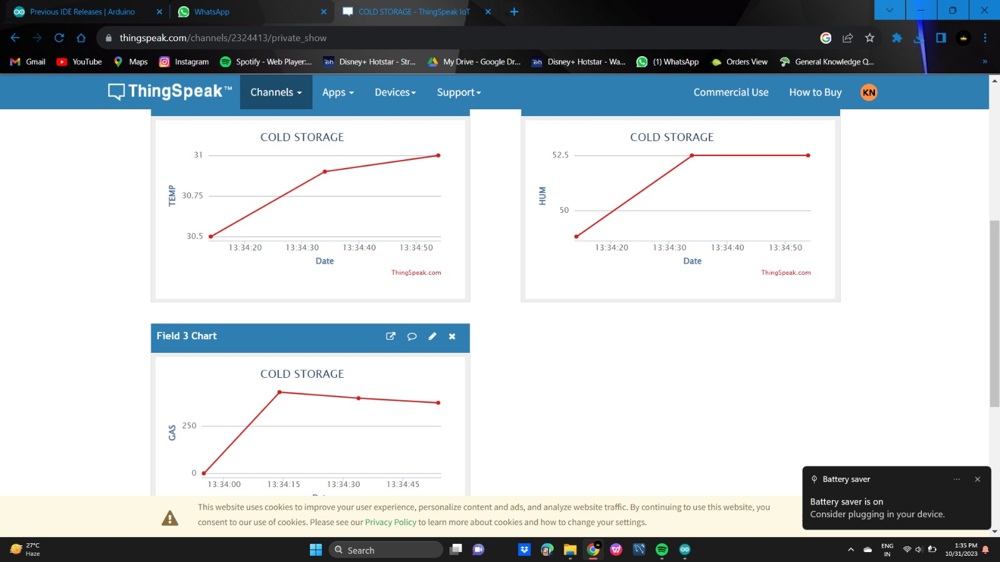 Previous IDE Releases | Arduino
WhatsApp
COLD STORAGE - ThingSpeak IoT
thingspeak.com/channels/2324413/private_show
Gmail
YouTube
Maps
Instagram
Spotify - Web Player:...
Disney+ Hotstar - Str...
My Drive - Google Dr...
Disney+ Hotstar - Wa...
(1) WhatsApp
Orders View
General Knowledge Q...
ThingSpeak™
Channels
Apps
Devices
Support
Commercial Use
How to Buy
KN
COLD STORAGE
31
30.75
30.5
TEMP
13:34:20 13:34:30 13:34:40 13:34:50
Date
ThingSpeak.com
COLD STORAGE
52.5
50
HUM
13:34:20 13:34:30 13:34:40 13:34:50
Date
ThingSpeak.com
Field 3 Chart
COLD STORAGE
250
0
GAS
13:34:00 13:34:15 13:34:30 13:34:45
This website uses cookies to improve your user experience, personalize content and ads, and analyze website traffic. By continuing to use this website, you
consent to our use of cookies. Please see our Privacy Policy to learn more about cookies and how to change your settings.
Battery saver
Battery saver is on
Consider plugging in your device.
27°C
Haze
Search
ENG
IN
1:35 PM
10/31/2023